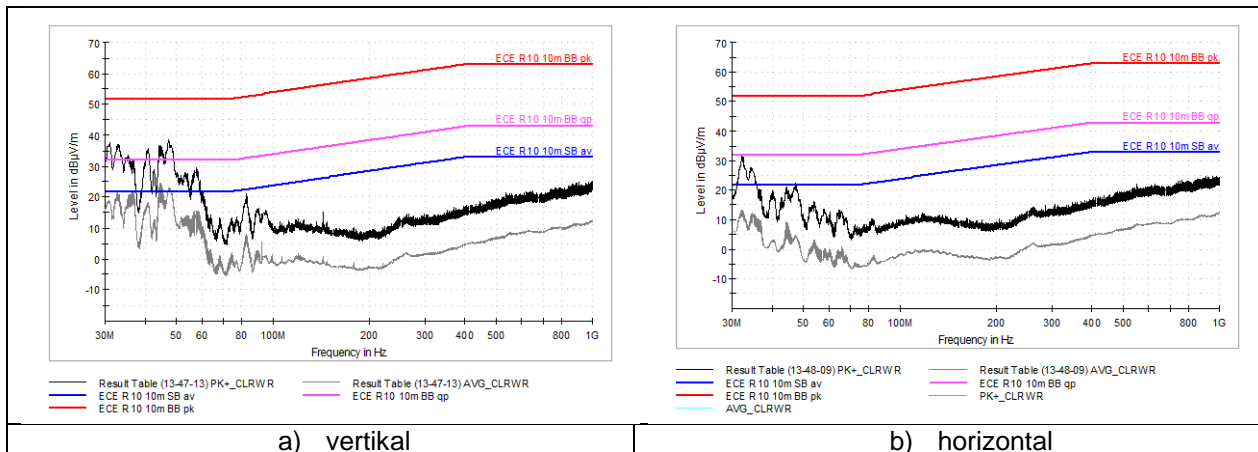 70
60
50
40
30
20
10
0
-10
Level in dBµV/m
ECE R10 10m BB pk
ECE R10 10m BB qp
ECE R10 10m SB av
30M 50 60 80 100M 200 300 400 500 800 1G
Frequency in Hz
Result Table (13-47-13) PK+_CLRWR Result Table (13-47-13) AVG_CLRWR
ECE R10 10m SB av ECE R10 10m BB qp
ECE R10 10m BB pk
a) vertikal
70
60
50
40
30
20
10
0
-10
Level in dBµV/m
ECE R10 10m BB pk
ECE R10 10m BB qp
ECE R10 10m SB av
30M 50 60 80 100M 200 300 400 500 800 1G
Frequency in Hz
Result Table (13-48-09) PK+_CLRWR Result Table (13-48-09) AVG_CLRWR
ECE R10 10m SB av ECE R10 10m BB qp
ECE R10 10m BB pk PK+_CLRWR
AVG_CLRWR
b) horizontal